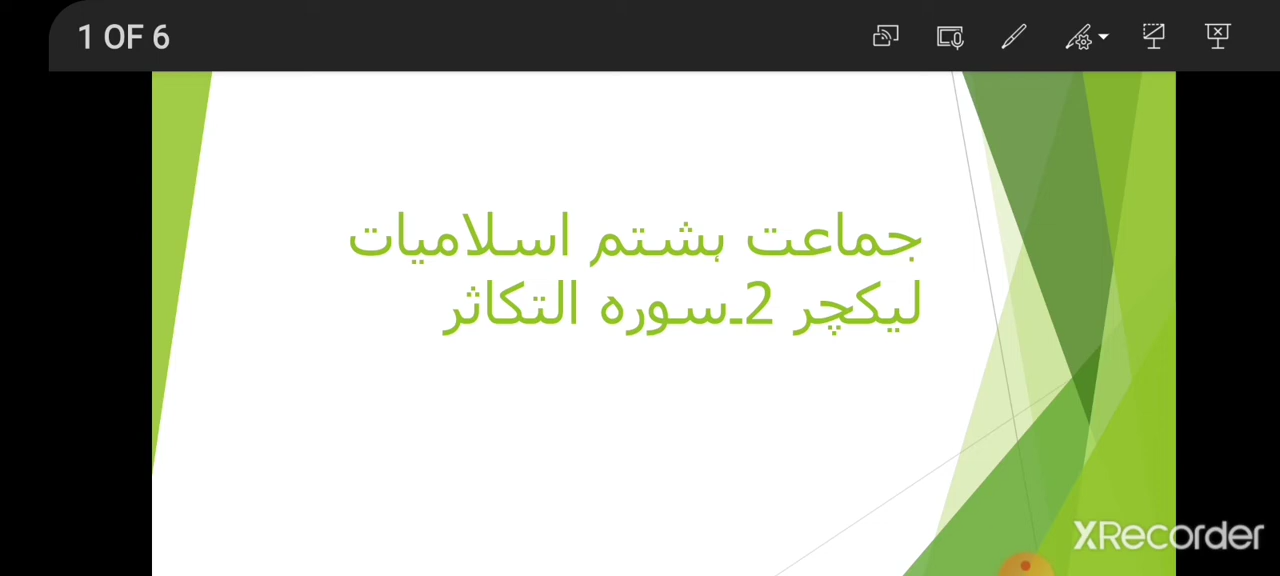 1 OF 6
جماعت ہشتم اسلامیات
لیکچر 2۔سورہ التکاثر
XRecorder